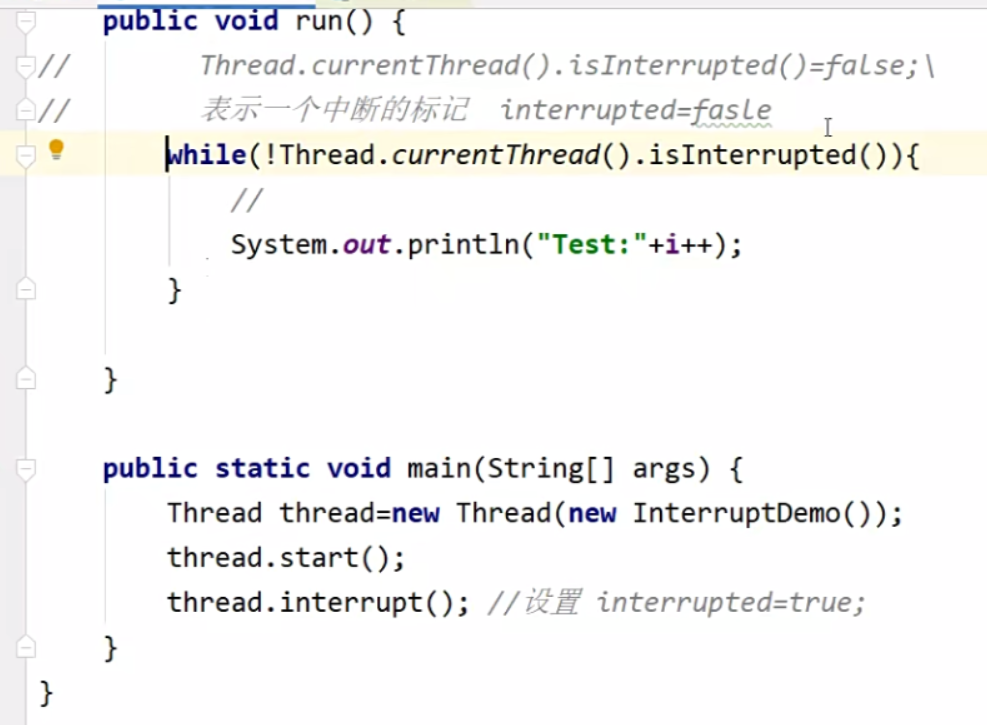 public void run() {
//        Thread.currentThread().isInterrupted()=false;\
//        表示一个中断的标记  interrupted=fasle
while(!Thread.currentThread().isInterrupted()){
//
System.out.println("Test:"+i++);
}
}
public static void main(String[] args) {
Thread thread=new Thread(new InterruptDemo());
thread.start();
thread.interrupt(); //设置 interrupted=true;
}
}